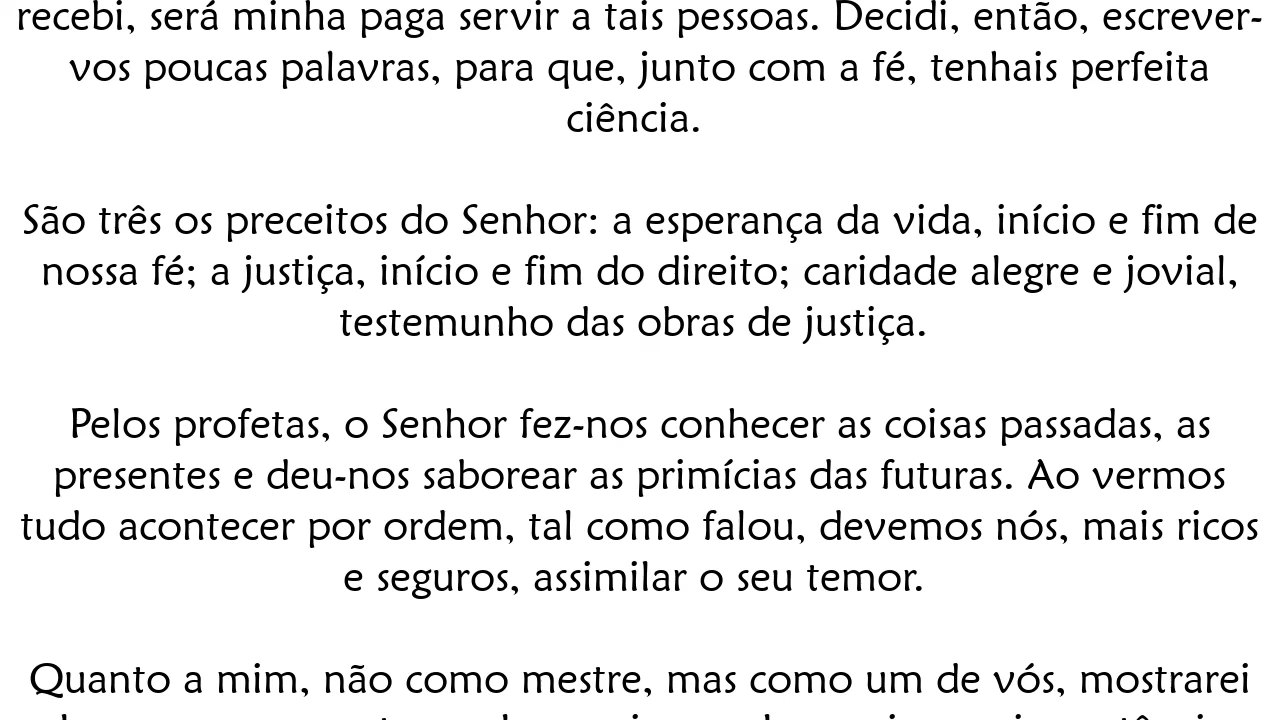 recebi, será minha paga servir a tais pessoas. Decidi, então, escrever-
vos poucas palavras, para que, junto com a fé, tenhais perfeita
ciência.
São três os preceitos do Senhor: a esperança da vida, início e fim de
nossa fé; a justiça, início e fim do direito; caridade alegre e jovial,
testemunho das obras de justiça.
Pelos profetas, o Senhor fez-nos conhecer as coisas passadas, as
presentes e deu-nos saborear as primícias das futuras. Ao vermos
tudo acontecer por ordem, tal como falou, devemos nós, mais ricos
e seguros, assimilar o seu temor.
Quanto a mim, não como mestre, mas como um de vós, mostrarei